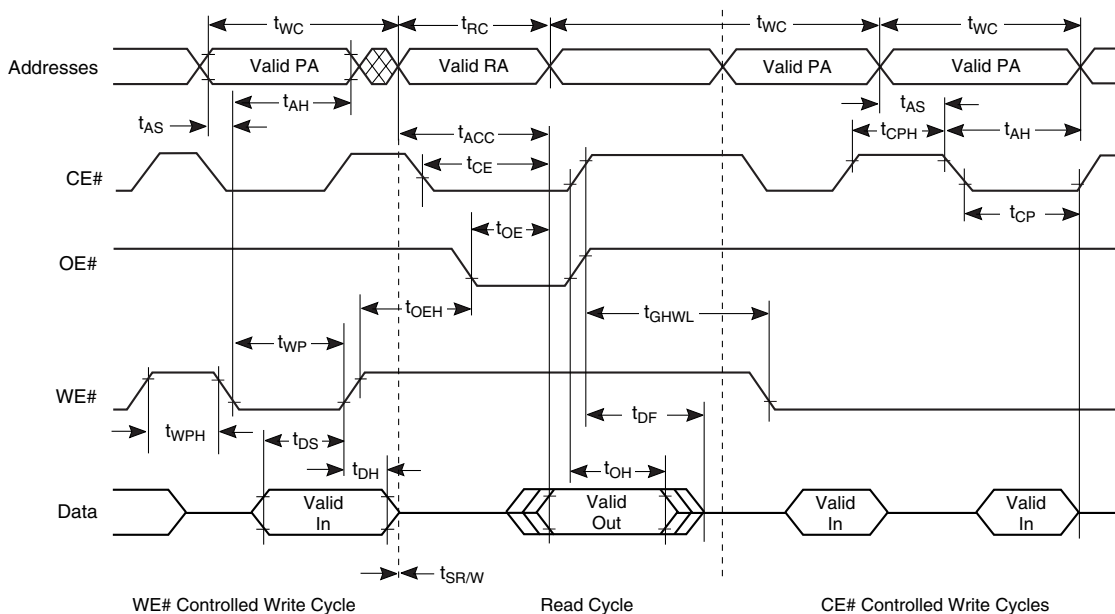 tWC
tRC
tWC
tWC
Addresses
Valid PA
Valid RA
Valid PA
Valid PA
tAH
tAS
tAS
tACC
tCPH
tAH
tCE
CE#
tCP
tOE
OE#
tOEH
tGHWL
tWP
WE#
tWPH
tDS
tDF
tDH
tOH
Data
Valid
In
Valid
Out
Valid
In
Valid
In
tSR/W
WE# Controlled Write Cycle
Read Cycle
CE# Controlled Write Cycles